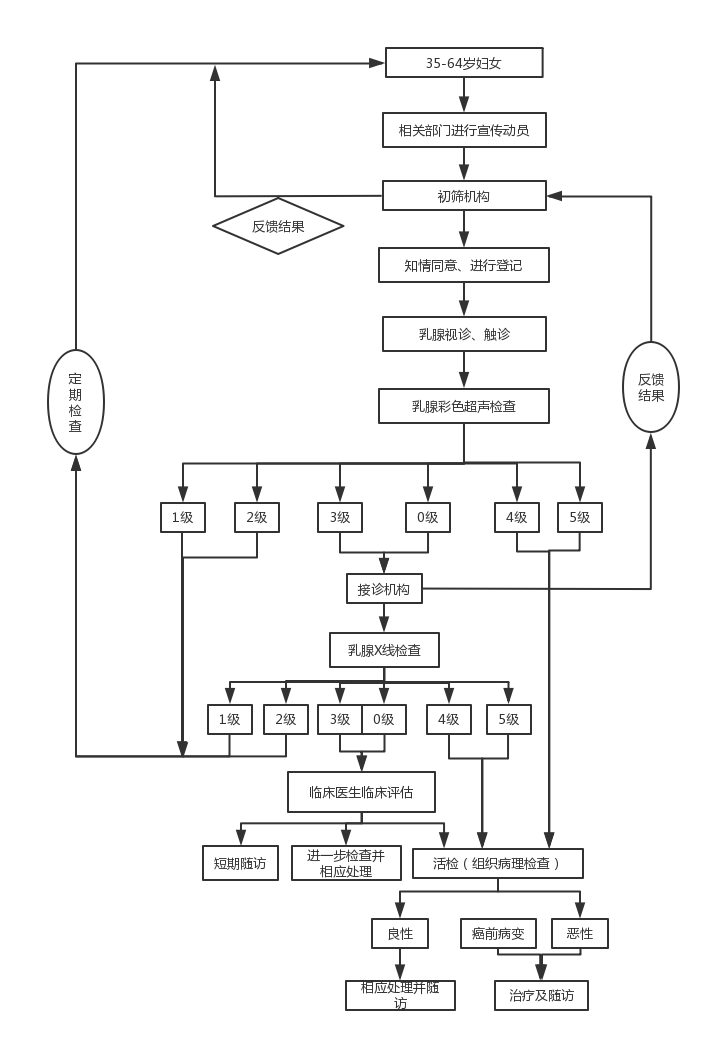 35-64岁妇女
相关部门进行宣传动员
初筛机构
反馈结果
知情同意、进行登记
乳腺视诊、触诊
定
期
检
查
反馈
结果
乳腺彩色超声检查
1级
2级
3级
0级
4级
5级
接诊机构
乳腺X线检查
1级
2级
3级
0级
4级
5级
临床医生临床评估
短期随访
进一步检查并
相应处理
活检（组织病理检查）
良性
癌前病变
恶性
相应处理并随
访
治疗及随访